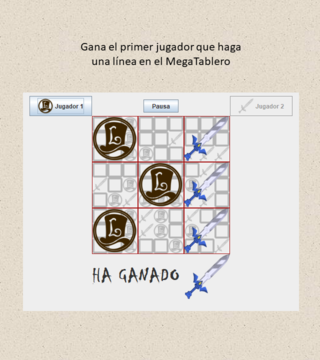 Gana el primer jugador que haga
una línea en el MegaTablero
Jugador 1
Pausa
Jugador 2
HA GANADO